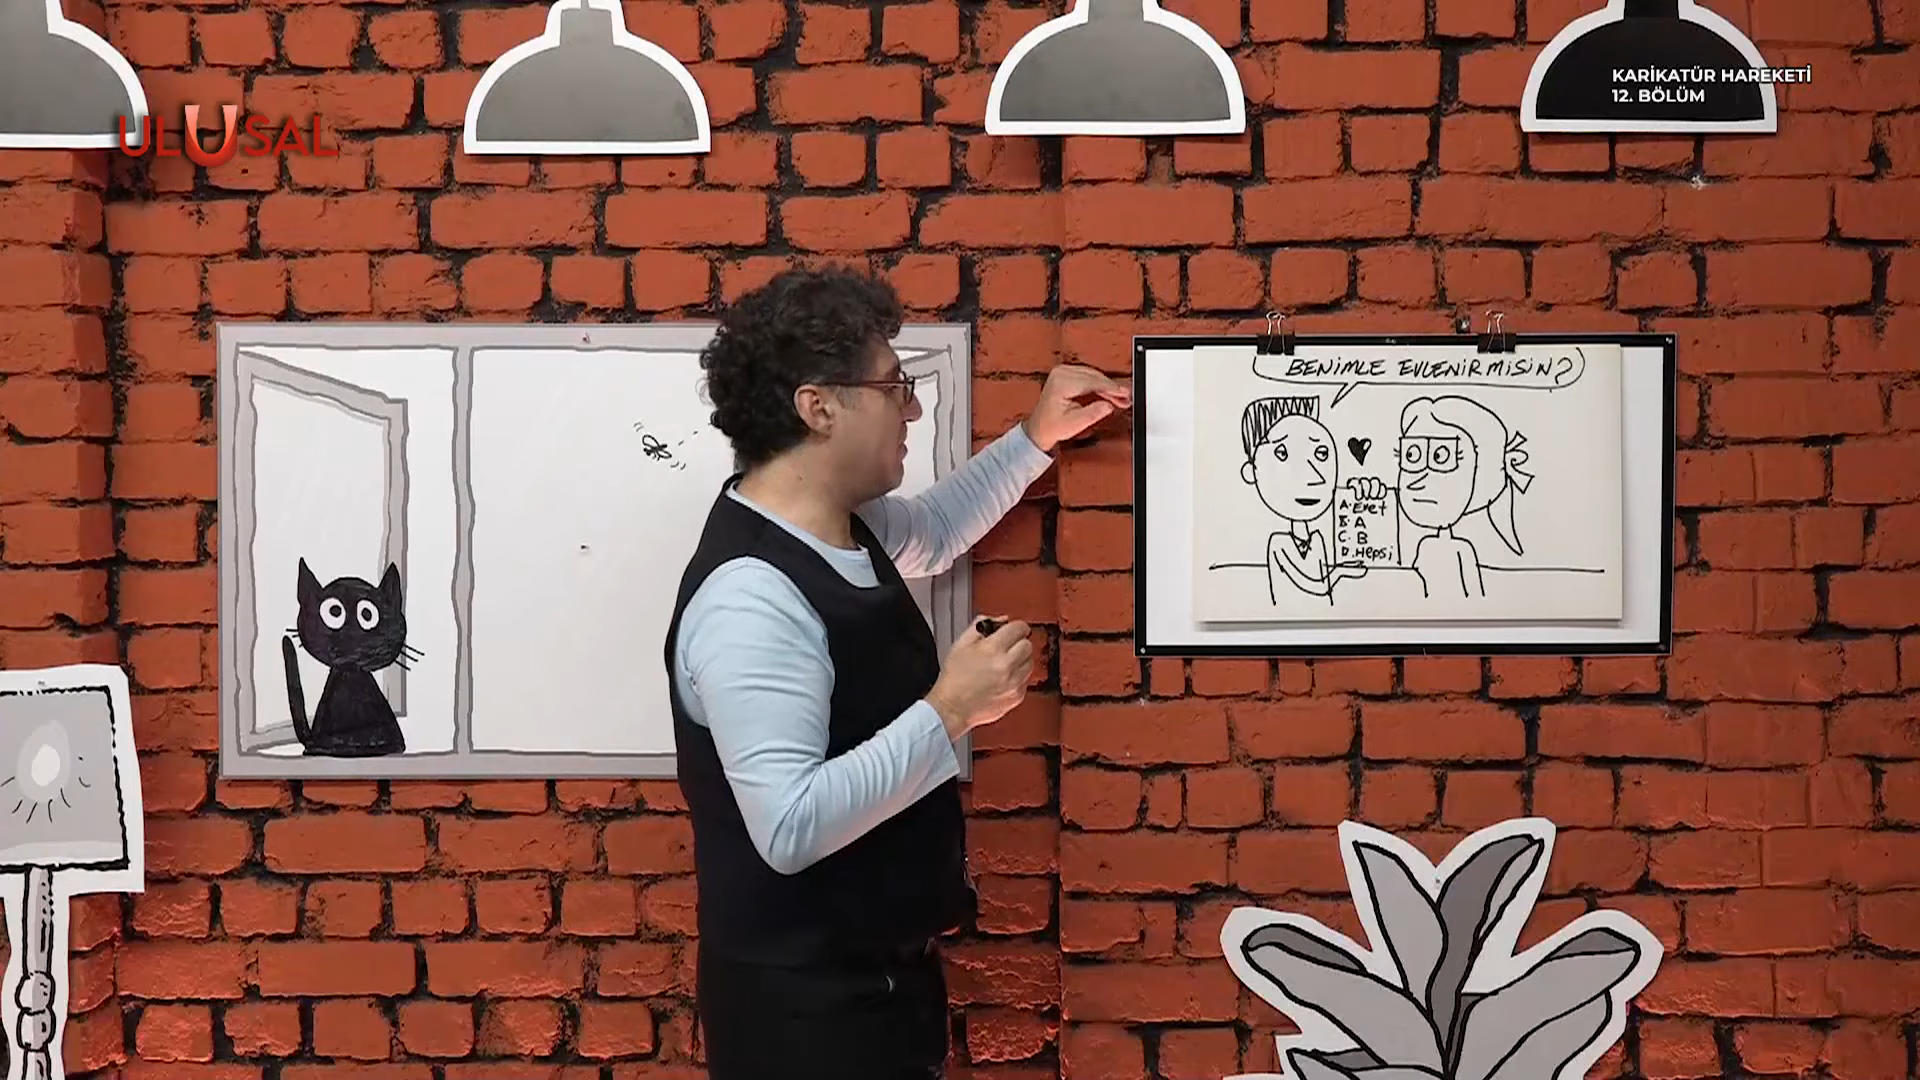 KARİKATÜR HAREKETİ
12. BÖLÜM
ULUSAL
BENİMLE EVLENİR MİSİN?
A. Evet
B. A
C. B
D. Hepsi